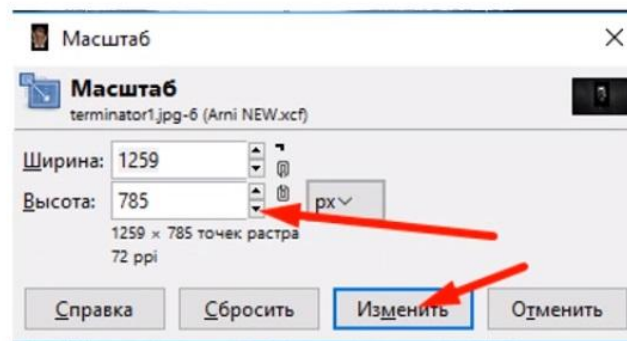 Масштаб
Масштаб
terminator1.jpg-6 (Arni NEW.xcf)
Ширина: 1259
Высота: 785 px
1259 × 785 точек растра
72 ppi
Справка Сбросить Изменить Отменить